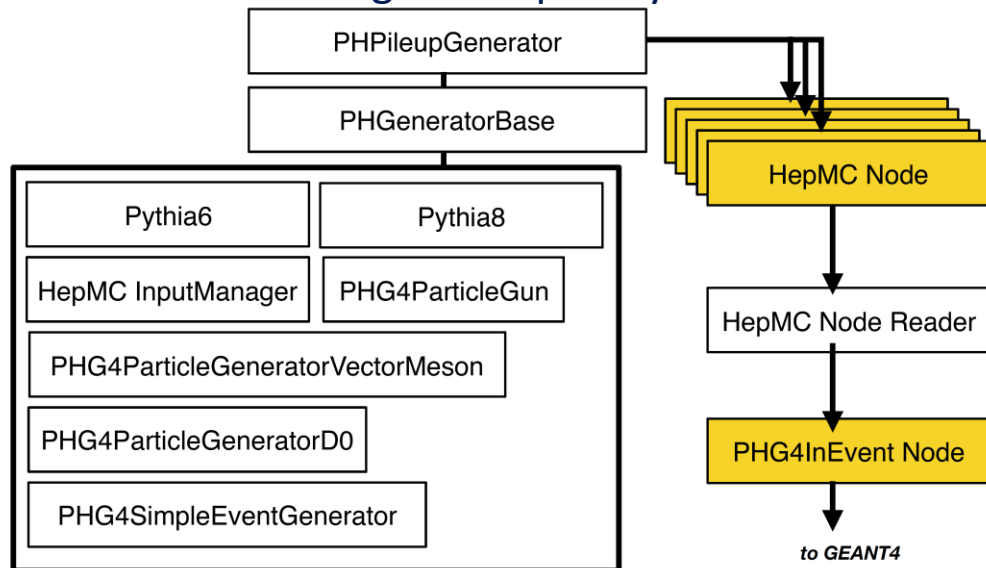 PHPileupGenerator
PHGeneratorBase
Pythia6
Pythia8
HepMC InputManager
PHG4ParticleGun
PHG4ParticleGeneratorVectorMeson
PHG4ParticleGeneratorD0
PHG4SimpleEventGenerator
HepMC Node
HepMC Node Reader
PHG4InEvent Node
to GEANT4